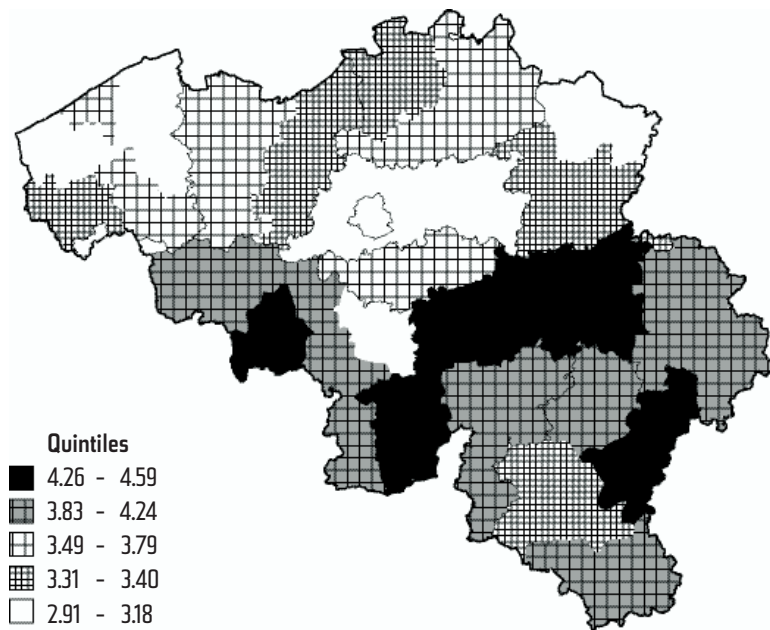 Quintiles
4.26 - 4.59
3.83 - 4.24
3.49 - 3.79
3.31 - 3.40
2.91 - 3.18